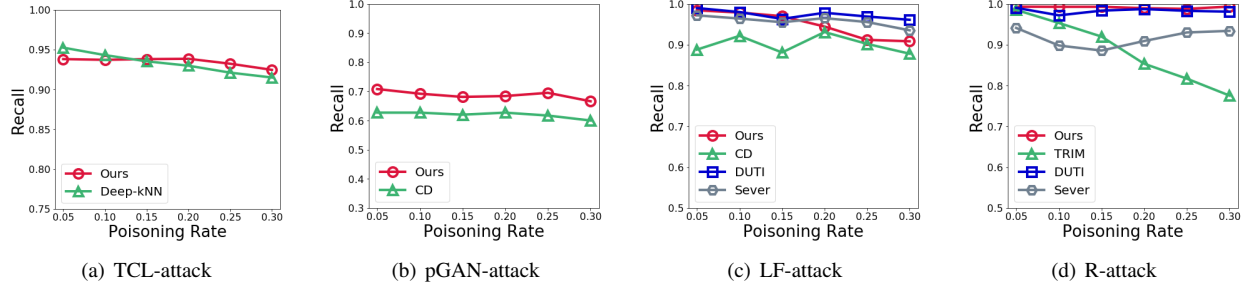 1.00
0.95
0.90
0.85
0.80
0.75
Recall
Ours
Deep-kNN
0.05 0.10 0.15 0.20 0.25 0.30
Poisoning Rate
(a) TCL-attack
1.0
0.9
0.8
0.7
0.6
0.5
0.4
0.3
Recall
Ours
CD
0.05 0.10 0.15 0.20 0.25 0.30
Poisoning Rate
(b) pGAN-attack
1.0
0.9
0.8
0.7
0.6
0.5
Recall
Ours
CD
DUTI
Sever
0.05 0.10 0.15 0.20 0.25 0.30
Poisoning Rate
(c) LF-attack
1.0
0.9
0.8
0.7
0.6
0.5
Recall
Ours
TRIM
DUTI
Sever
0.05 0.10 0.15 0.20 0.25 0.30
Poisoning Rate
(d) R-attack